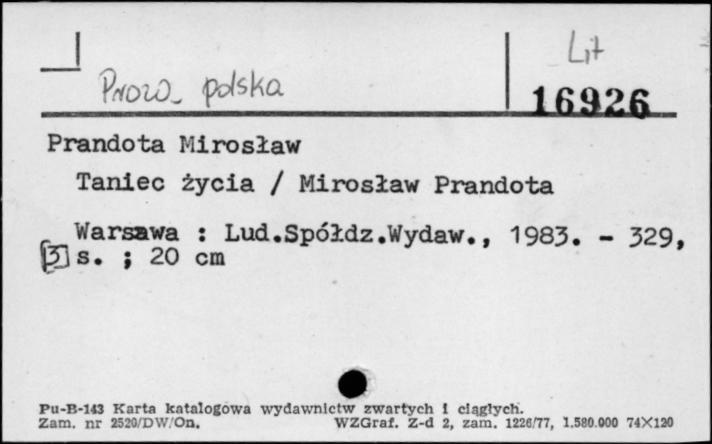 Lit
Proza polska
16926
Prandota Mirosław
Taniec życia / Mirosław Prandota
Warszawa : Lud.Spółdz.Wydaw., 1983. - 329,
[3] s. ; 20 cm
Pu-B-143 Karta katalogowa wydawnictw zwartych i ciągłych.
Zam. nr 2520/DW/On. WZGraf. Z-d 2, zam. 1226/77, 1.580.000 74×120